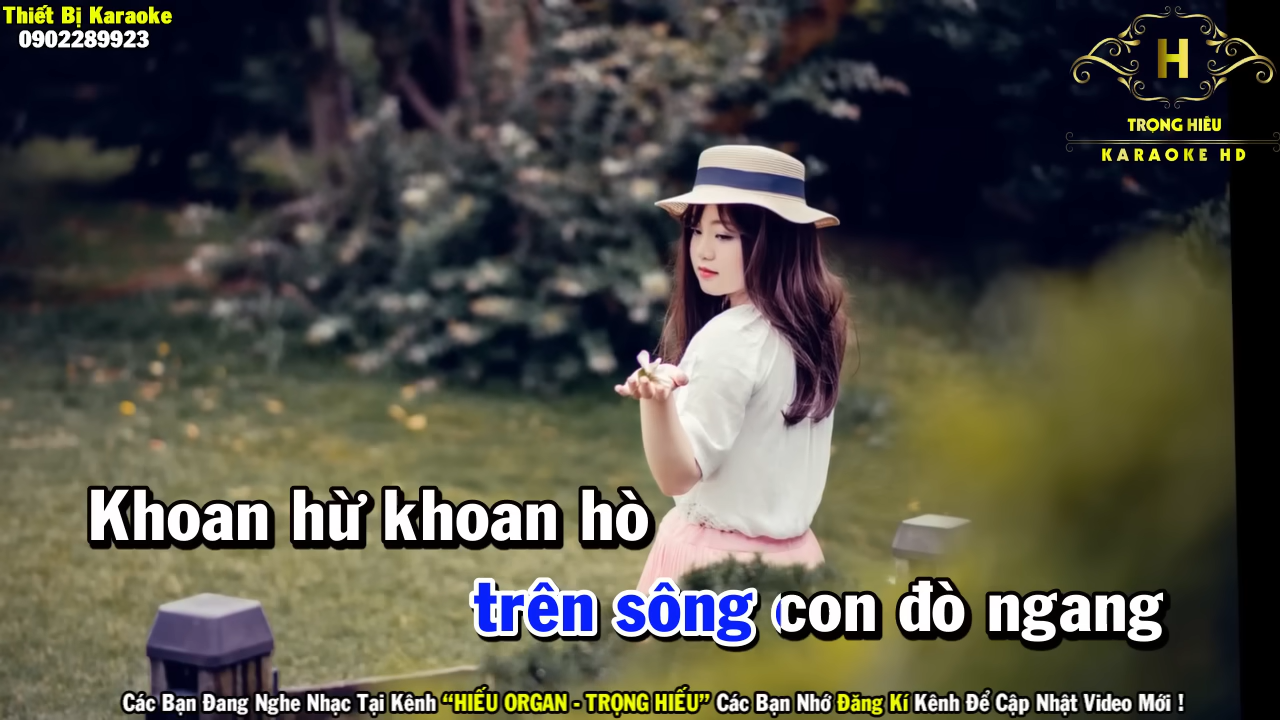 Thiết Bị Karaoke
0902289923
H
TRỌNG HIẾU
KARAOKE HD
Khoan hừ khoan hò
trên sông con đò ngang
Các Bạn Đang Nghe Nhạc Tại Kênh “HIẾU ORGAN - TRỌNG HIẾU” Các Bạn Nhớ Đăng Kí Kênh Để Cập Nhật Video Mới !